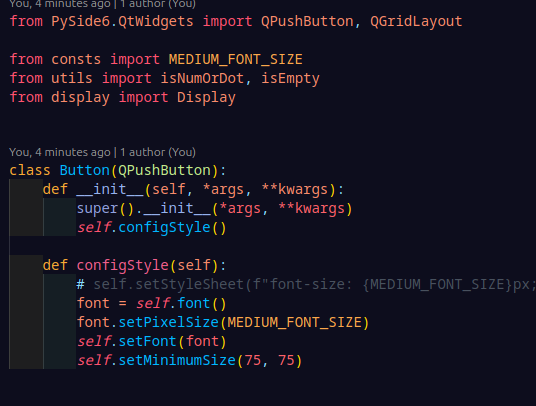 You, 4 minutes ago | 1 author (You)
from PySide6.QtWidgets import QPushButton, QGridLayout

from consts import MEDIUM_FONT_SIZE
from utils import isNumOrDot, isEmpty
from display import Display

You, 4 minutes ago | 1 author (You)
class Button(QPushButton):
    def __init__(self, *args, **kwargs):
        super().__init__(*args, **kwargs)
        self.configStyle()

    def configStyle(self):
        # self.setStyleSheet(f"font-size: {MEDIUM_FONT_SIZE}px;
        font = self.font()
        font.setPixelSize(MEDIUM_FONT_SIZE)
        self.setFont(font)
        self.setMinimumSize(75, 75)